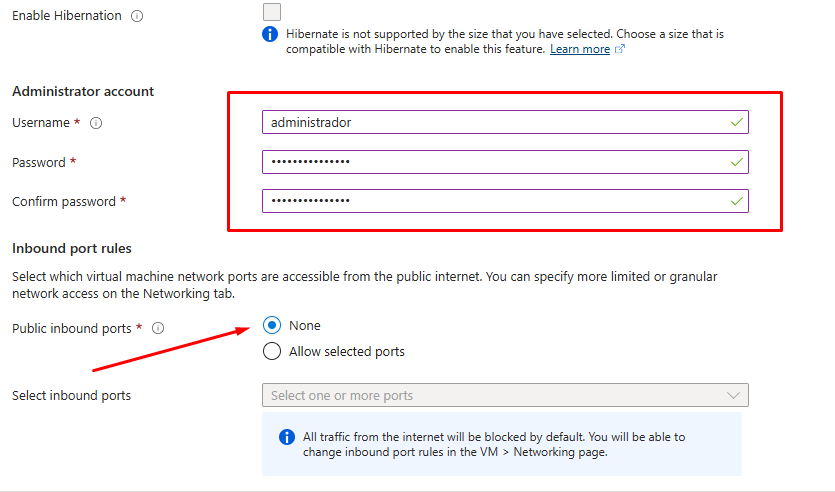 Enable Hibernation
Hibernate is not supported by the size that you have selected. Choose a size that is
compatible with Hibernate to enable this feature. Learn more
Administrator account
Username *
administrador
Password *
•••••••••••••••
Confirm password *
•••••••••••••••
Inbound port rules
Select which virtual machine network ports are accessible from the public internet. You can specify more limited or granular
network access on the Networking tab.
Public inbound ports *
None
Allow selected ports
Select inbound ports
Select one or more ports
All traffic from the internet will be blocked by default. You will be able to
change inbound port rules in the VM > Networking page.